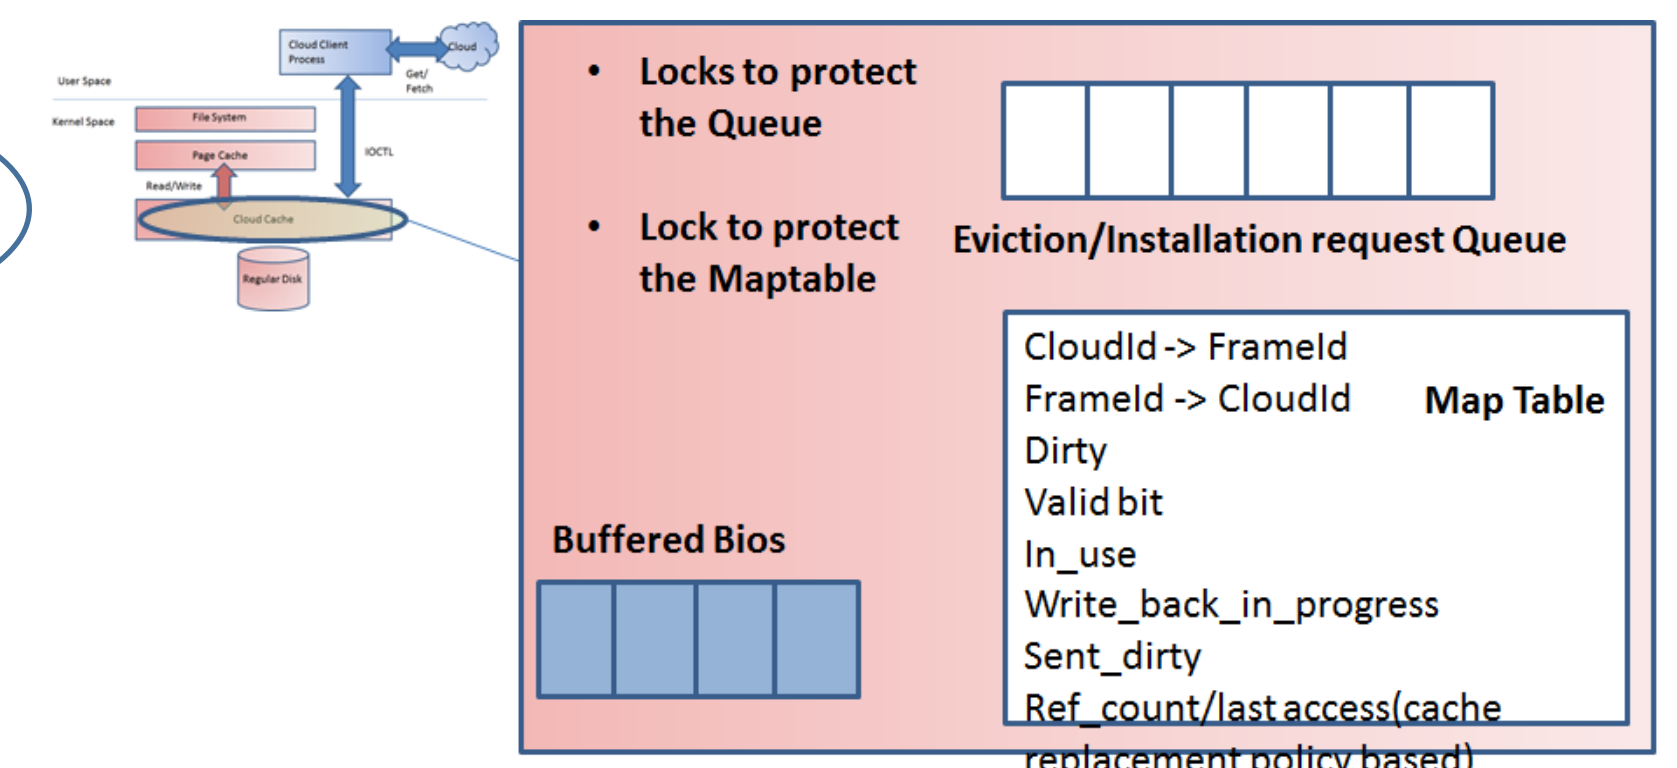 Cloud Client
Process
Cloud
Get/
Fetch
User Space
Kernel Space
File System
Page Cache
IOCTL
Read/Write
Cloud Cache
Regular Disk
• Locks to protect
the Queue
• Lock to protect
the Maptable
Eviction/Installation request Queue
CloudId -> FrameId
FrameId -> CloudId
Map Table
Dirty
Valid bit
In_use
Write_back_in_progress
Sent_dirty
Ref_count/last access(cache
replacement policy based)
Buffered Bios